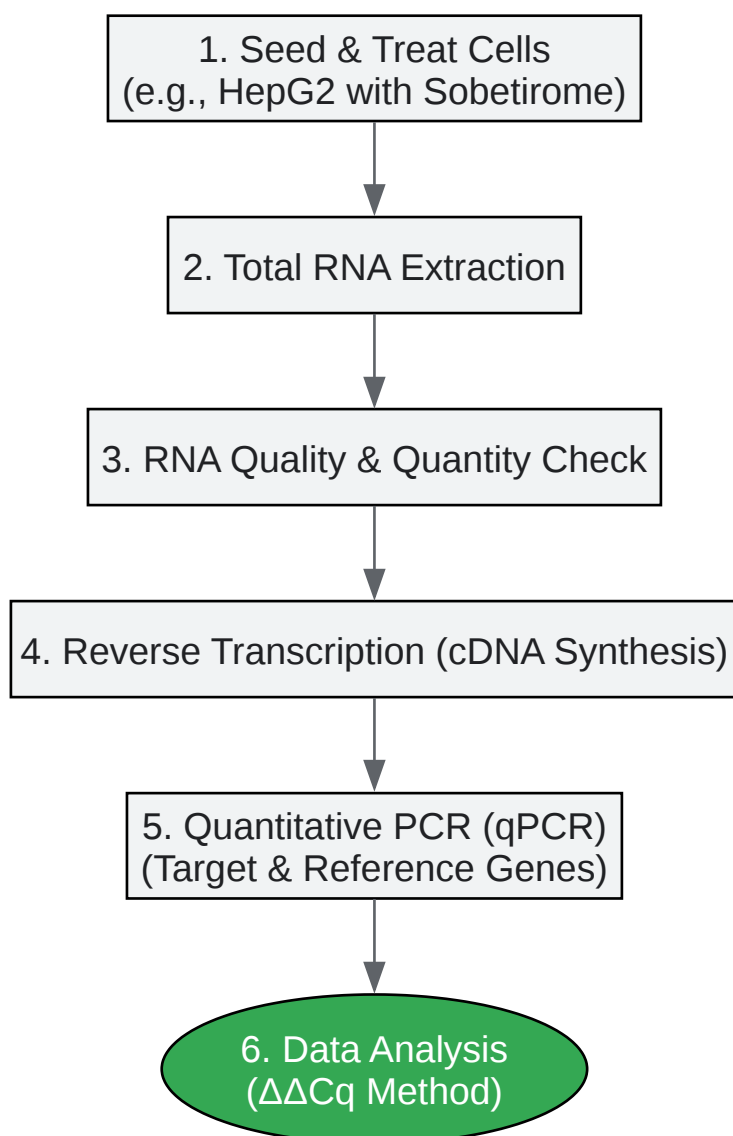 1. Seed & Treat Cells
(e.g., HepG2 with Sobetirome)
2. Total RNA Extraction
3. RNA Quality & Quantity Check
4. Reverse Transcription (cDNA Synthesis)
5. Quantitative PCR (qPCR)
(Target & Reference Genes)
6. Data Analysis
(ΔΔCq Method)